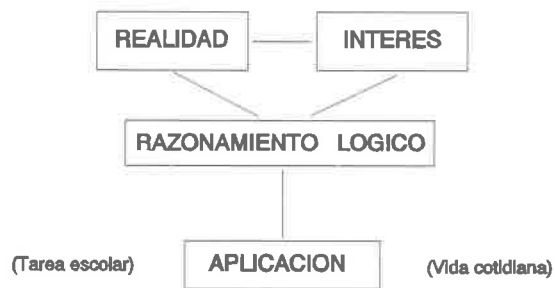 REALIDAD INTERES
RAZONAMIENTO LOGICO
(Tarea escolar) APLICACION (Vida cotidiana)